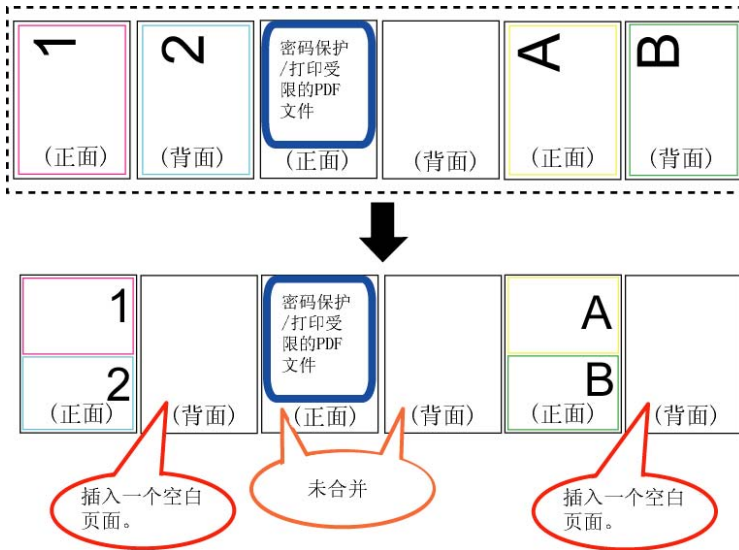 1
2
密码保护
/打印受
限的PDF
文件
A
B
(正面)
(背面)
(正面)
(背面)
(正面)
(背面)
1
2
密码保护
/打印受
限的PDF
文件
A
B
(正面)
(背面)
(正面)
(背面)
(正面)
(背面)
插入一个空白
页面。
未合并
插入一个空白
页面。